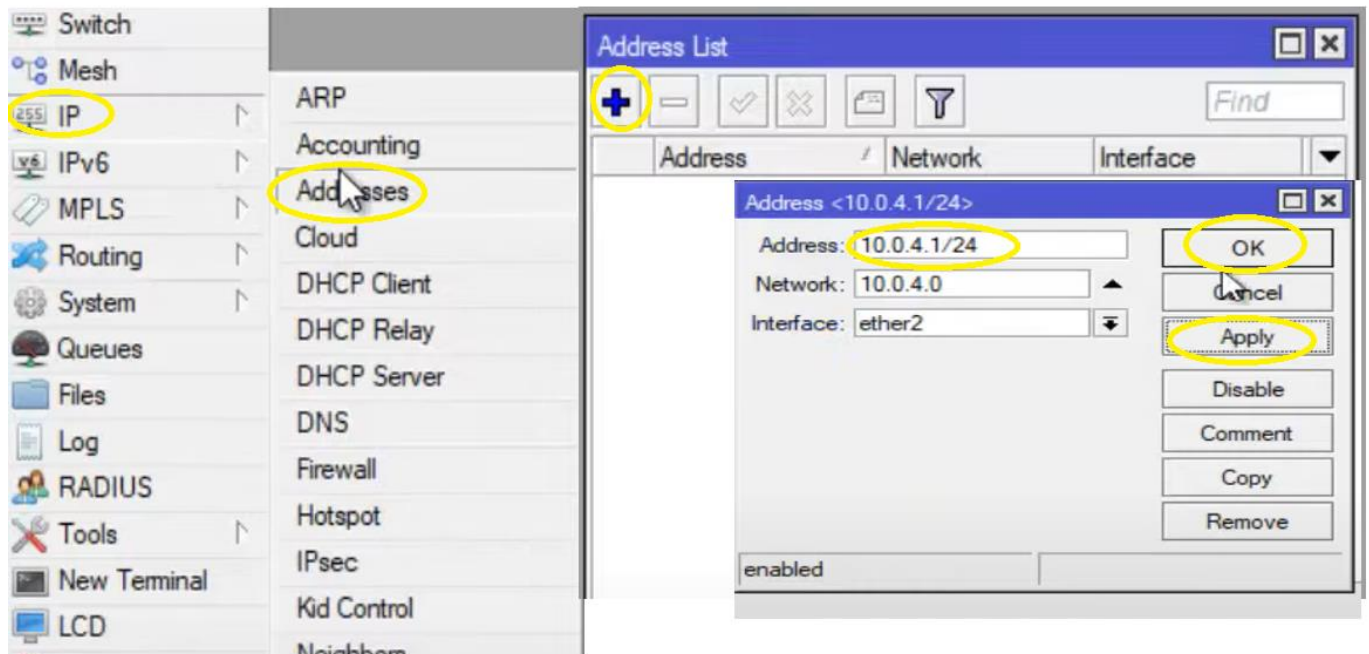 Switch
Mesh
255 IP
v6 IPv6
MPLS
Routing
System
Queues
Files
Log
RADIUS
Tools
New Terminal
LCD
ARP
Accounting
Addresses
Cloud
DHCP Client
DHCP Relay
DHCP Server
DNS
Firewall
Hotspot
IPsec
Kid Control
Neighbors
Address List
Find
Address Network Interface
Address <10.0.4.1/24>
Address: 10.0.4.1/24
Network: 10.0.4.0
Interface: ether2
OK
Cancel
Apply
Disable
Comment
Copy
Remove
enabled